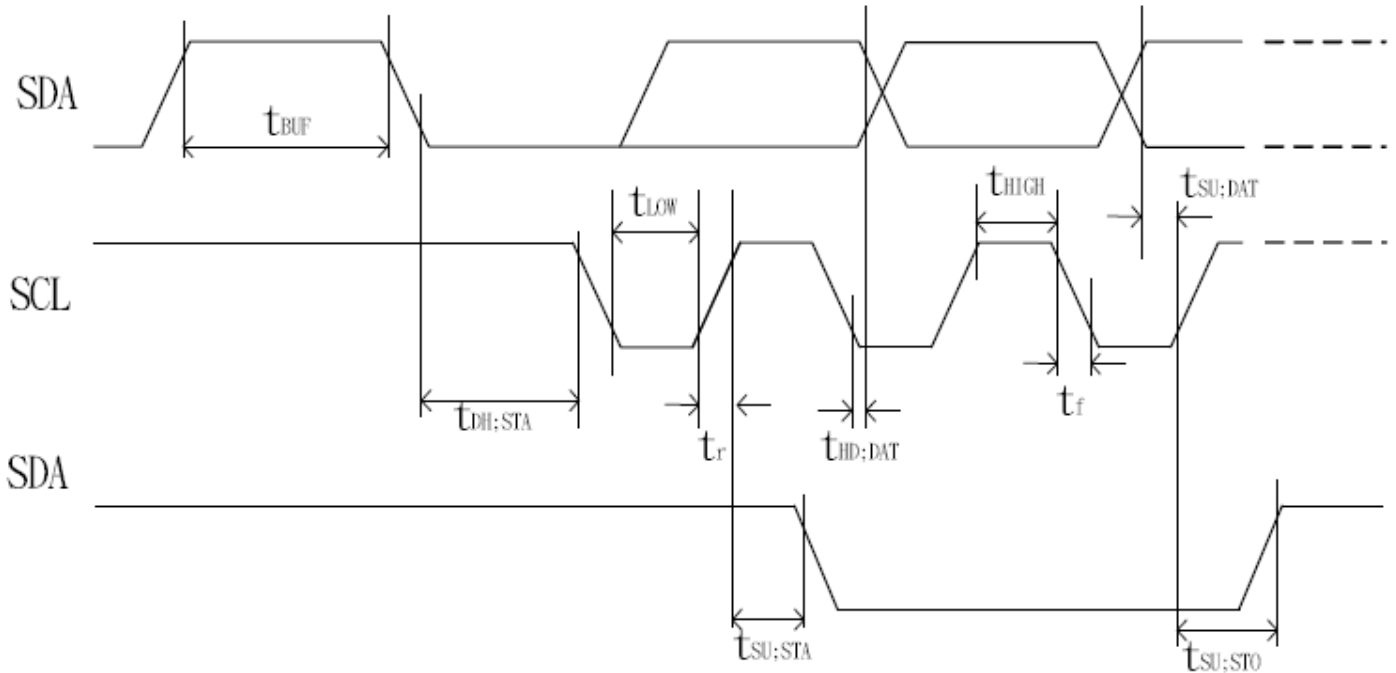 SDA
tBUF
tLOW
tHIGH
tSU;DAT
SCL
tDH;STA
tr
tHD;DAT
tf
SDA
tSU;STA
tSU;STO